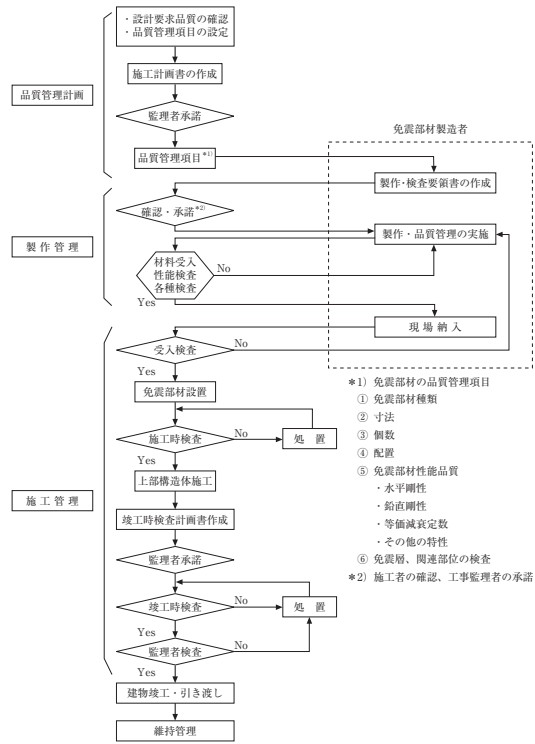 ・設計要求品質の確認
・品質管理項目の設定
施工計画書の作成
品質管理計画
監理者承諾
免震部材製造者
品質管理項目*1)
製作・検査要領書の作成
確認・承諾*2)
製作・品質管理の実施
製作管理
材料受入
性能検査
各種検査
No
Yes
現場納入
受入検査
No
Yes
免震部材設置
施工時検査
No
処 置
Yes
上部構造体施工
施工管理
竣工時検査計画書作成
監理者承諾
竣工時検査
No
処 置
Yes
監理者検査
No
Yes
建物竣工・引き渡し
維持管理
*1) 免震部材の品質管理項目
① 免震部材種類
② 寸法
③ 個数
④ 配置
⑤ 免震部材性能品質
・水平剛性
・鉛直剛性
・等価減衰定数
・その他の特性
⑥ 免震層、関連部位の検査
*2) 施工者の確認、工事監理者の承諾